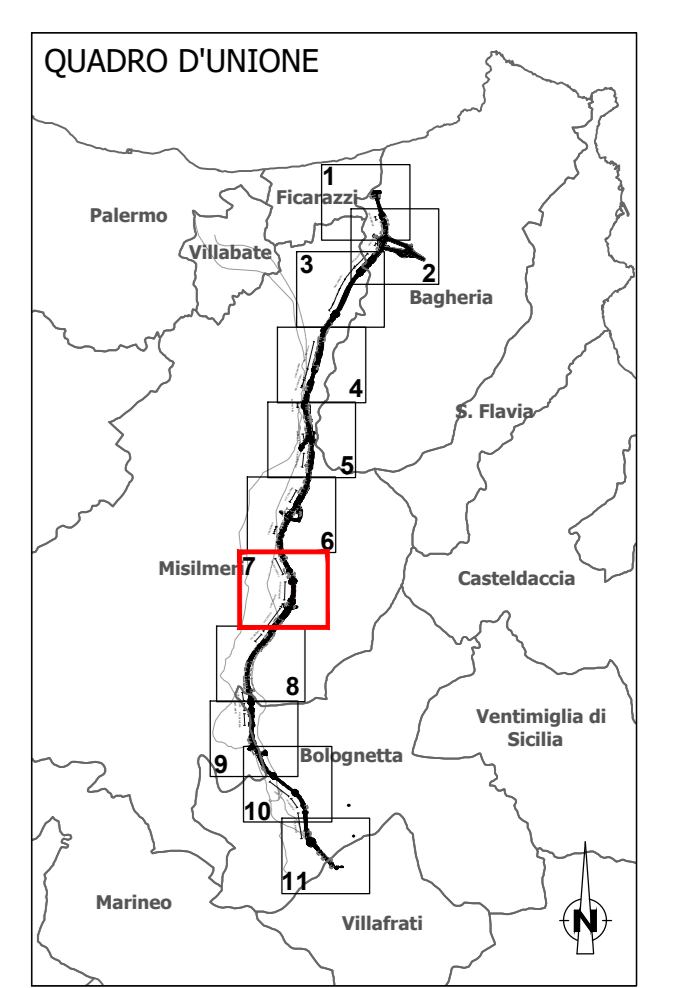 QUADRO D'UNIONE
1
Ficarazzi
Palermo
Villabate
3
2
Bagheria
4
S. Flavia
5
6
7
Misilmeri
Casteldaccia
8
Ventimiglia di
Sicilia
9
Bolognetta
10
11
Marineo
Villafrati
N